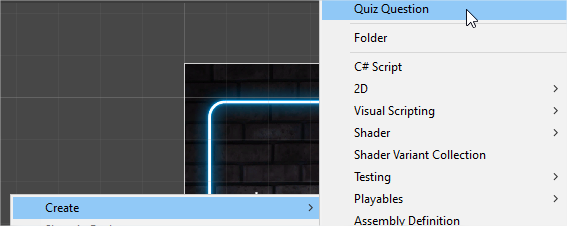 Quiz Question
Folder
C# Script
2D
Visual Scripting
Shader
Shader Variant Collection
Testing
Playables
Assembly Definition
Create